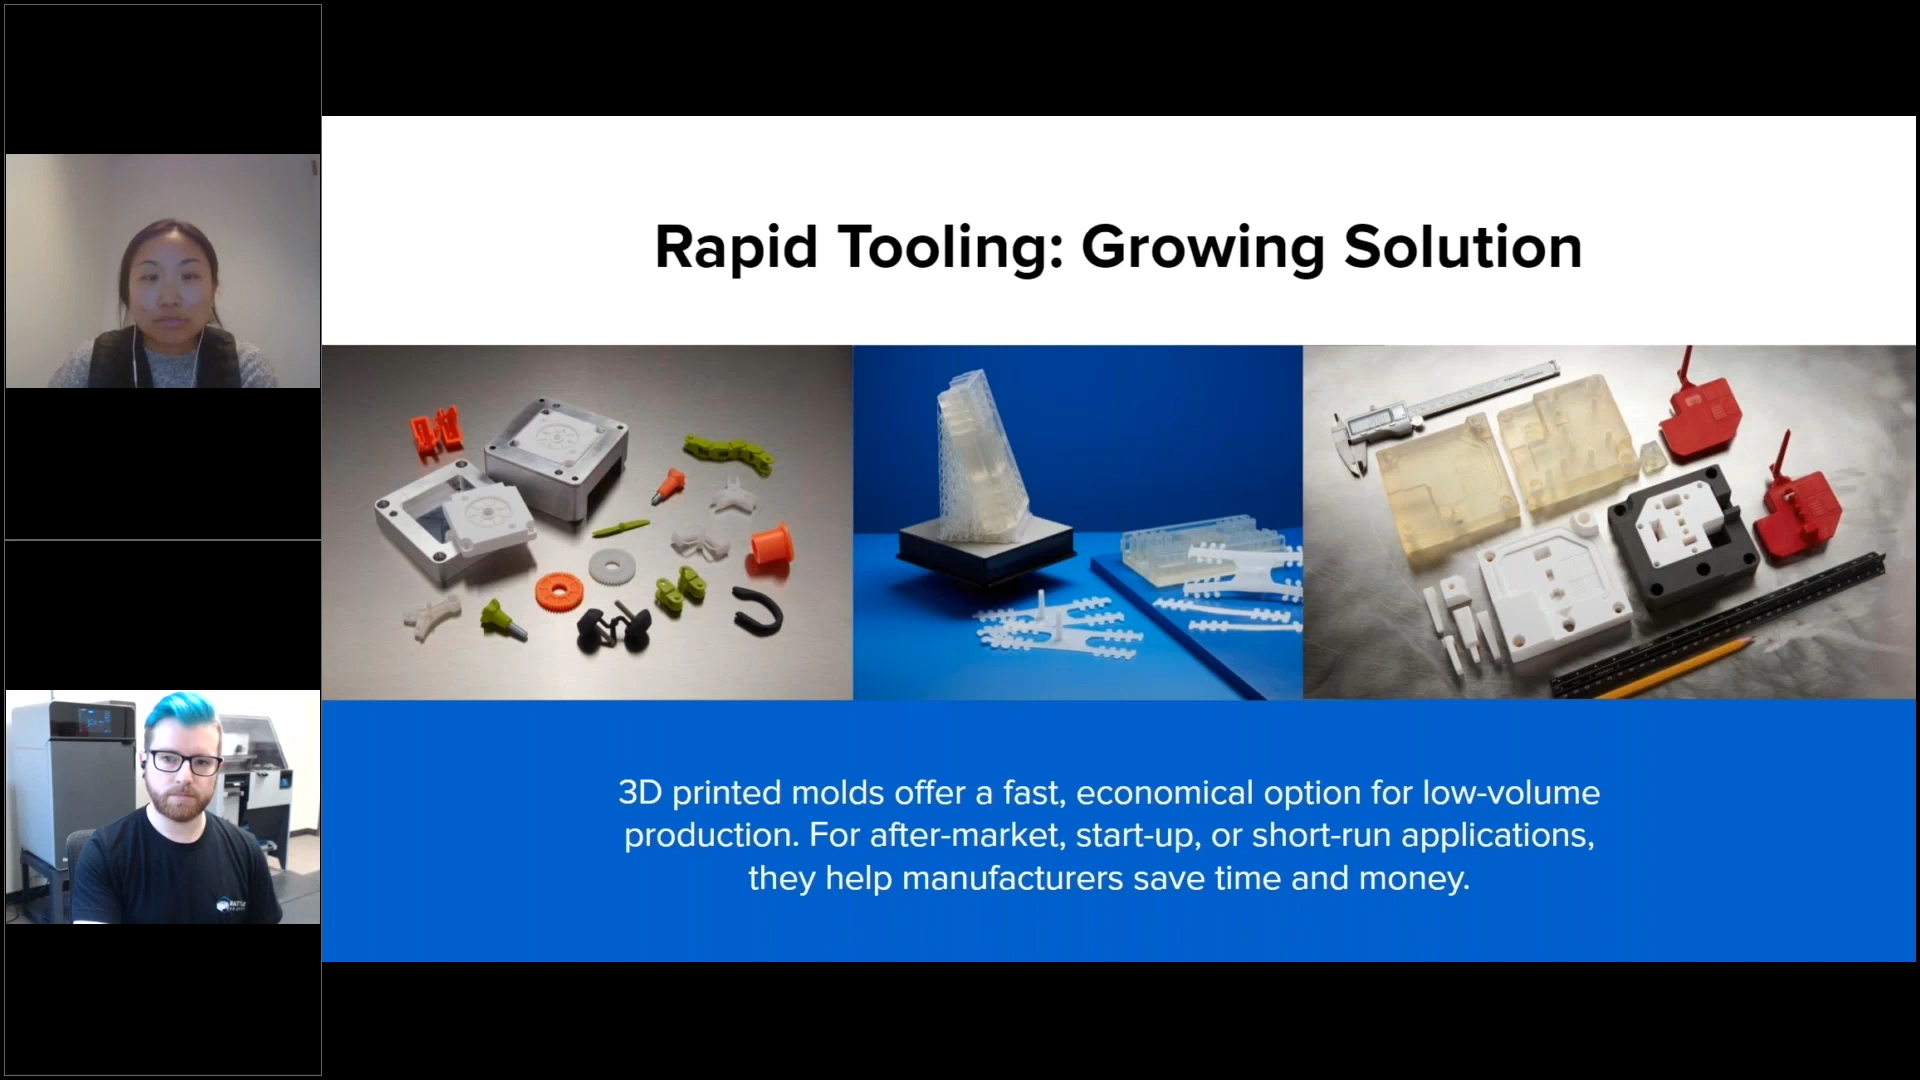 Rapid Tooling: Growing Solution
3D printed molds offer a fast, economical option for low-volume
production. For after-market, start-up, or short-run applications,
they help manufacturers save time and money.